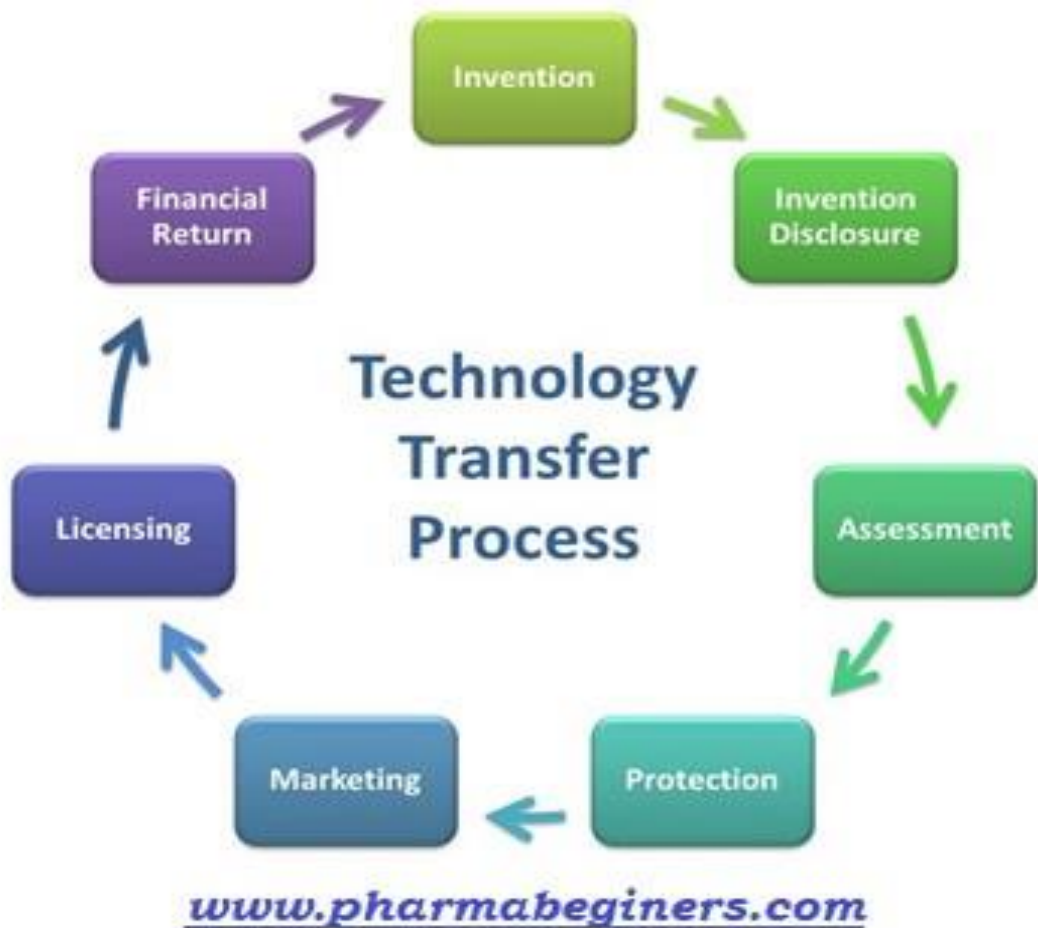 Invention
Invention
Disclosure
Assessment
Protection
Marketing
Licensing
Financial
Return
Technology
Transfer
Process
www.pharmabeginers.com